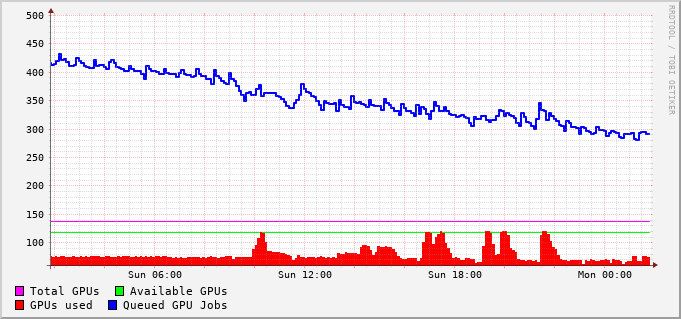 500
450
400
350
300
250
200
150
100
Sun 06:00 Sun 12:00 Sun 18:00 Mon 00:00
Total GPUs Available GPUs
GPUs used Queued GPU Jobs
RRDTOOL / TOBI OETIKER